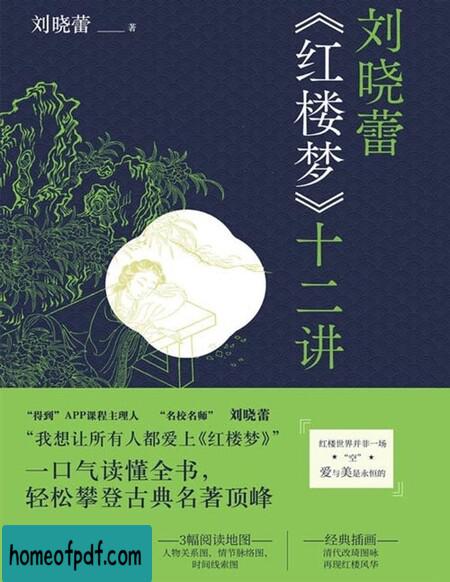 刘晓蕾 著
刘晓蕾
《红楼梦》十二讲
“得到”APP课程主理人 “名校名师” 刘晓蕾
“我想让所有人都爱上《红楼梦》”
一口气读懂全书，
轻松攀登古典名著顶峰
红楼世界并非一场
“空”
爱与美是永恒的
3幅阅读地图
人物关系图，情节脉络图，
时间线索图
经典插画
清代改琦图咏
再现红楼风华
homeofpdf.com